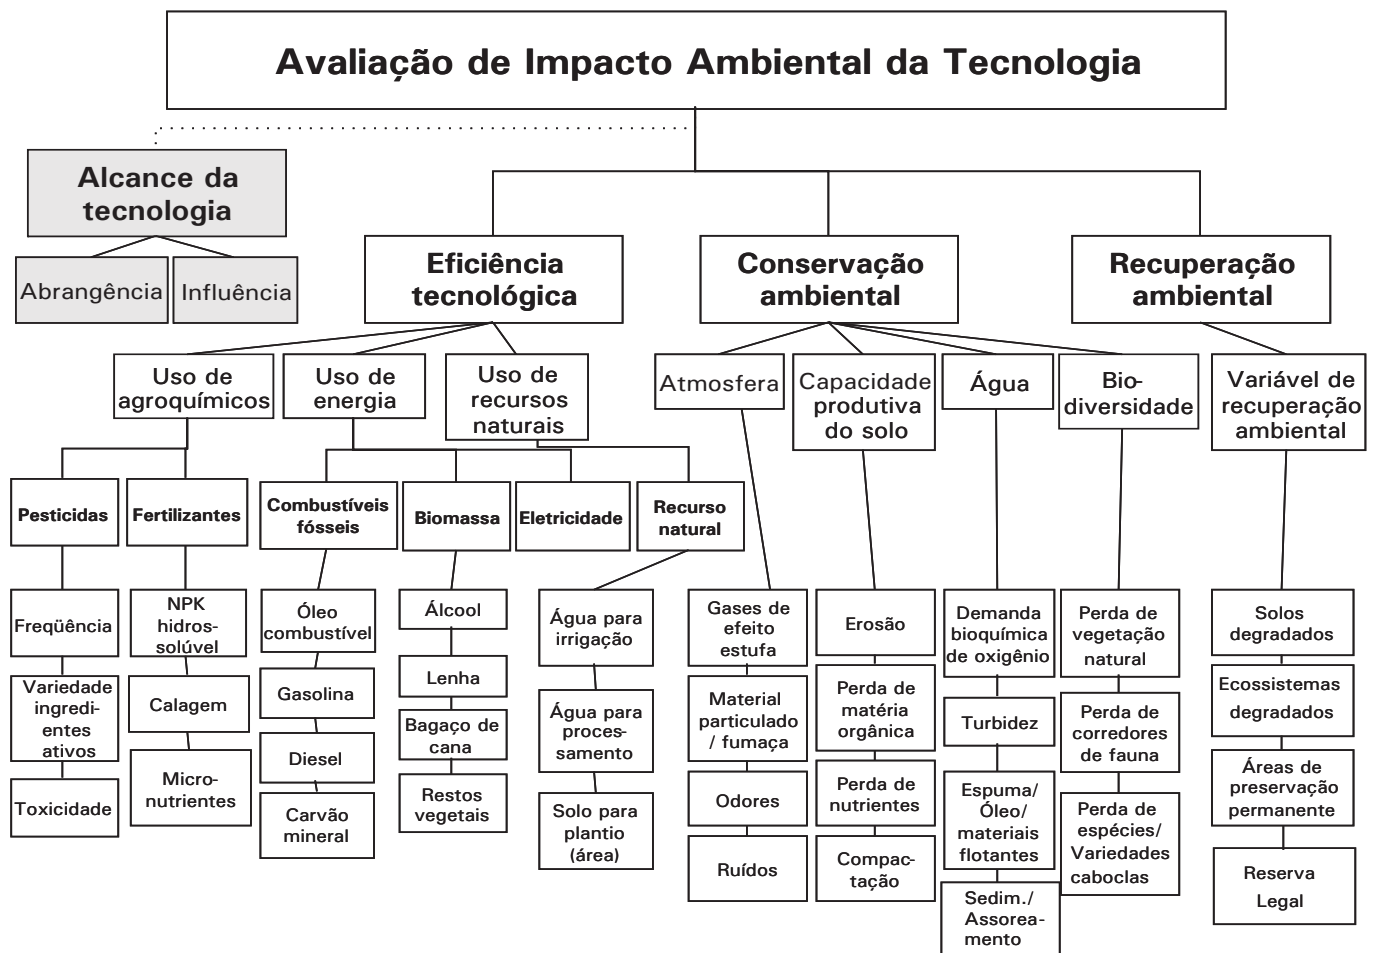 Avaliação de Impacto Ambiental da Tecnologia
Alcance da
tecnologia
Abrangência
Influência
Eficiência
tecnológica
Conservação
ambiental
Recuperação
ambiental
Uso de
agroquímicos
Uso de
energia
Uso de
recursos
naturais
Atmosfera
Capacidade
produtiva
do solo
Água
Bio-
diversidade
Variável de
recuperação
ambiental
Pesticidas
Fertilizantes
Combustíveis
fósseis
Biomassa
Eletricidade
Recurso
natural
Freqüência
Variedade
ingredi-
entes
ativos
Toxicidade
NPK
hidros-
solúvel
Calagem
Micro-
nutrientes
Óleo
combustível
Gasolina
Diesel
Carvão
mineral
Álcool
Lenha
Bagaço de
cana
Restos
vegetais
Água para
irrigação
Água para
proces-
samento
Solo para
plantio
(área)
Gases de
efeito
estufa
Material
particulado
/ fumaça
Odores
Ruídos
Erosão
Perda de
matéria
orgânica
Perda de
nutrientes
Compac-
tação
Demanda
bioquímica
de oxigênio
Turbidez
Espuma/
Óleo/
materiais
flotantes
Sedim./
Assorea-
mento
Perda de
vegetação
natural
Perda de
corredores
de fauna
Perda de
espécies/
Variedades
caboclas
Solos
degradados
Ecossistemas
degradados
Áreas de
preservação
permanente
Reserva
Legal